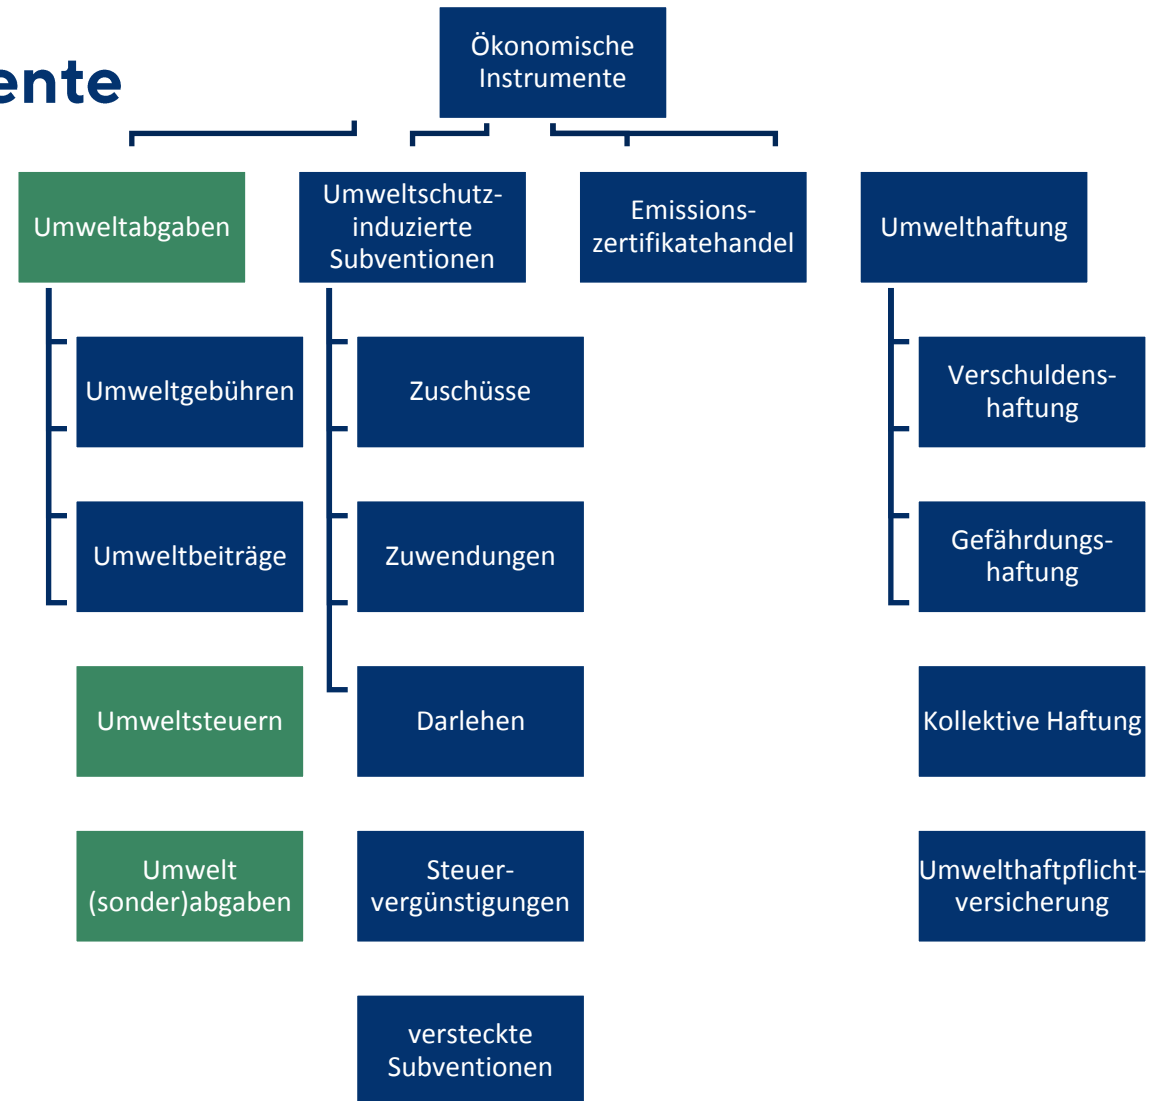 ente
Ökonomische
Instrumente
Umweltabgaben
Umweltschutz-
induzierte
Subventionen
Emissions-
zertifikatehandel
Umwelthaftung
Umweltgebühren
Zuschüsse
Verschuldens-
haftung
Umweltbeiträge
Zuwendungen
Gefährdungs-
haftung
Umweltsteuern
Darlehen
Kollektive Haftung
Umwelt
(sonder)abgaben
Steuer-
vergünstigungen
Umwelthaftpflicht-
versicherung
versteckte
Subventionen